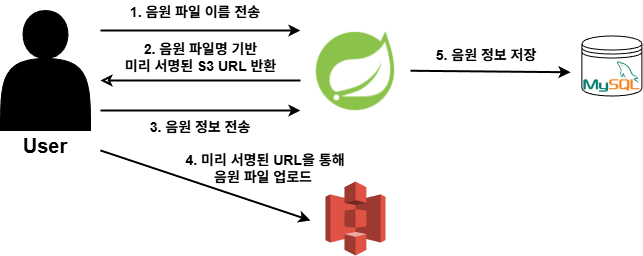 1. 음원 파일 이름 전송
2. 음원 파일명 기반
미리 서명된 S3 URL 반환
3. 음원 정보 전송
User
4. 미리 서명된 URL을 통해
음원 파일 업로드
5. 음원 정보 저장
MySQL